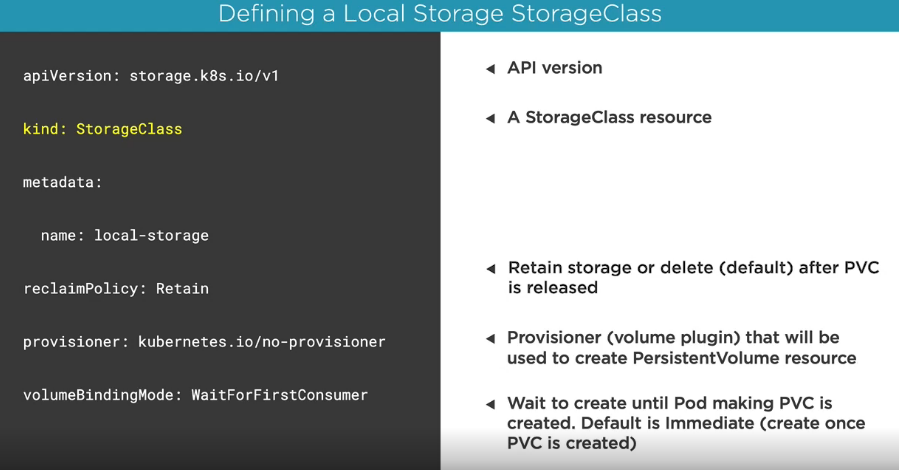 Defining a Local Storage StorageClass
apiVersion: storage.k8s.io/v1
kind: StorageClass
metadata:
  name: local-storage
reclaimPolicy: Retain
provisioner: kubernetes.io/no-provisioner
volumeBindingMode: WaitForFirstConsumer
API version
A StorageClass resource
Retain storage or delete (default) after PVC
is released
Provisioner (volume plugin) that will be
used to create PersistentVolume resource
Wait to create until Pod making PVC is
created. Default is Immediate (create once
PVC is created)